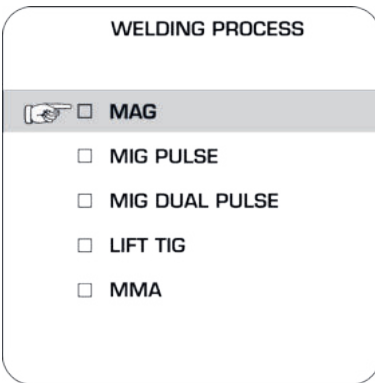 WELDING PROCESS
MAG
MIG PULSE
MIG DUAL PULSE
LIFT TIG
MMA